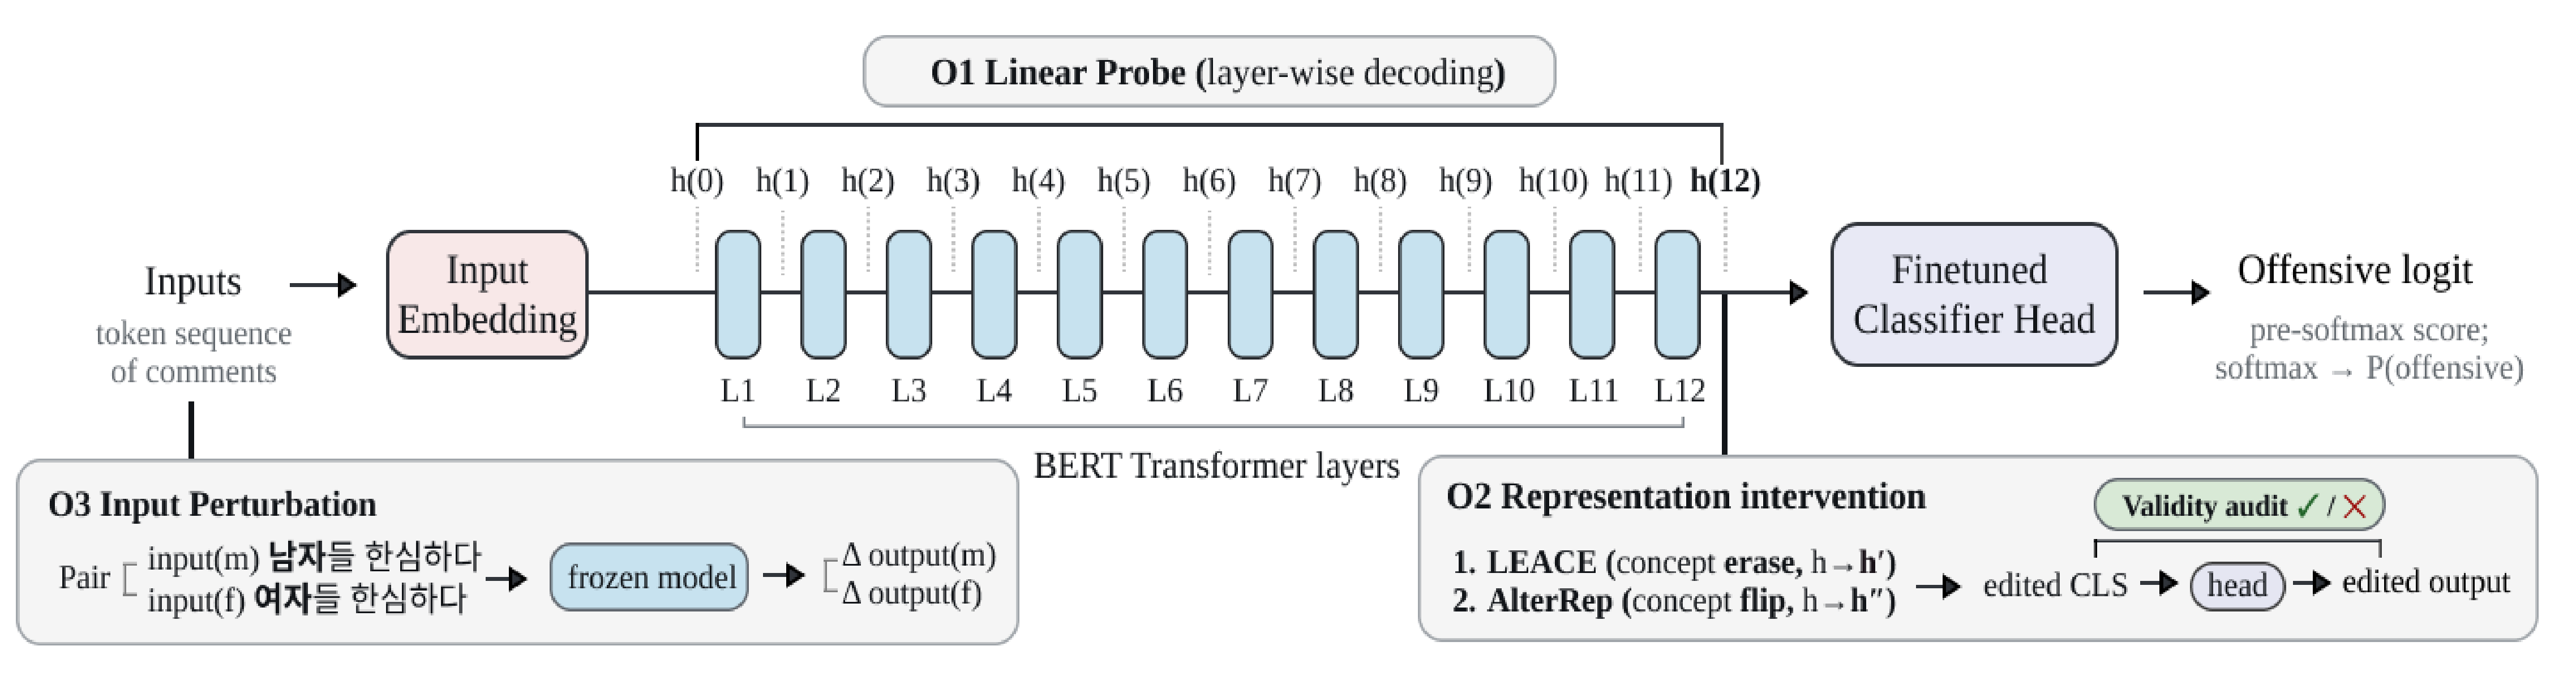 O1 Linear Probe (layer-wise decoding)
h(0) h(1) h(2) h(3) h(4) h(5) h(6) h(7) h(8) h(9) h(10) h(11) h(12)
Inputs
token sequence
of comments
Input
Embedding
L1 L2 L3 L4 L5 L6 L7 L8 L9 L10 L11 L12
BERT Transformer layers
Finetuned
Classifier Head
Offensive logit
pre-softmax score;
softmax → P(offensive)
O3 Input Perturbation
Pair
input(m) 남자들 한심하다
input(f) 여자들 한심하다
frozen model
Δ output(m)
Δ output(f)
O2 Representation intervention
Validity audit ✓ / ✗
1. LEACE (concept erase, h→h′)
2. AlterRep (concept flip, h→h″)
edited CLS
head
edited output